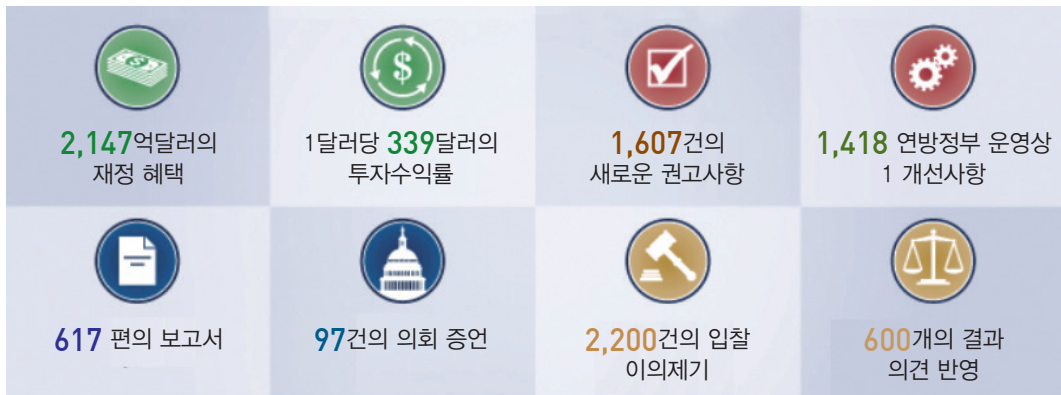 2,147억달러의
재정 혜택
1달러당 339달러의
투자수익률
1,607건의
새로운 권고사항
1,418 연방정부 운영상
1 개선사항
617 편의 보고서
97건의 의회 증언
2,200건의 입찰
이의제기
600개의 결과
의견 반영